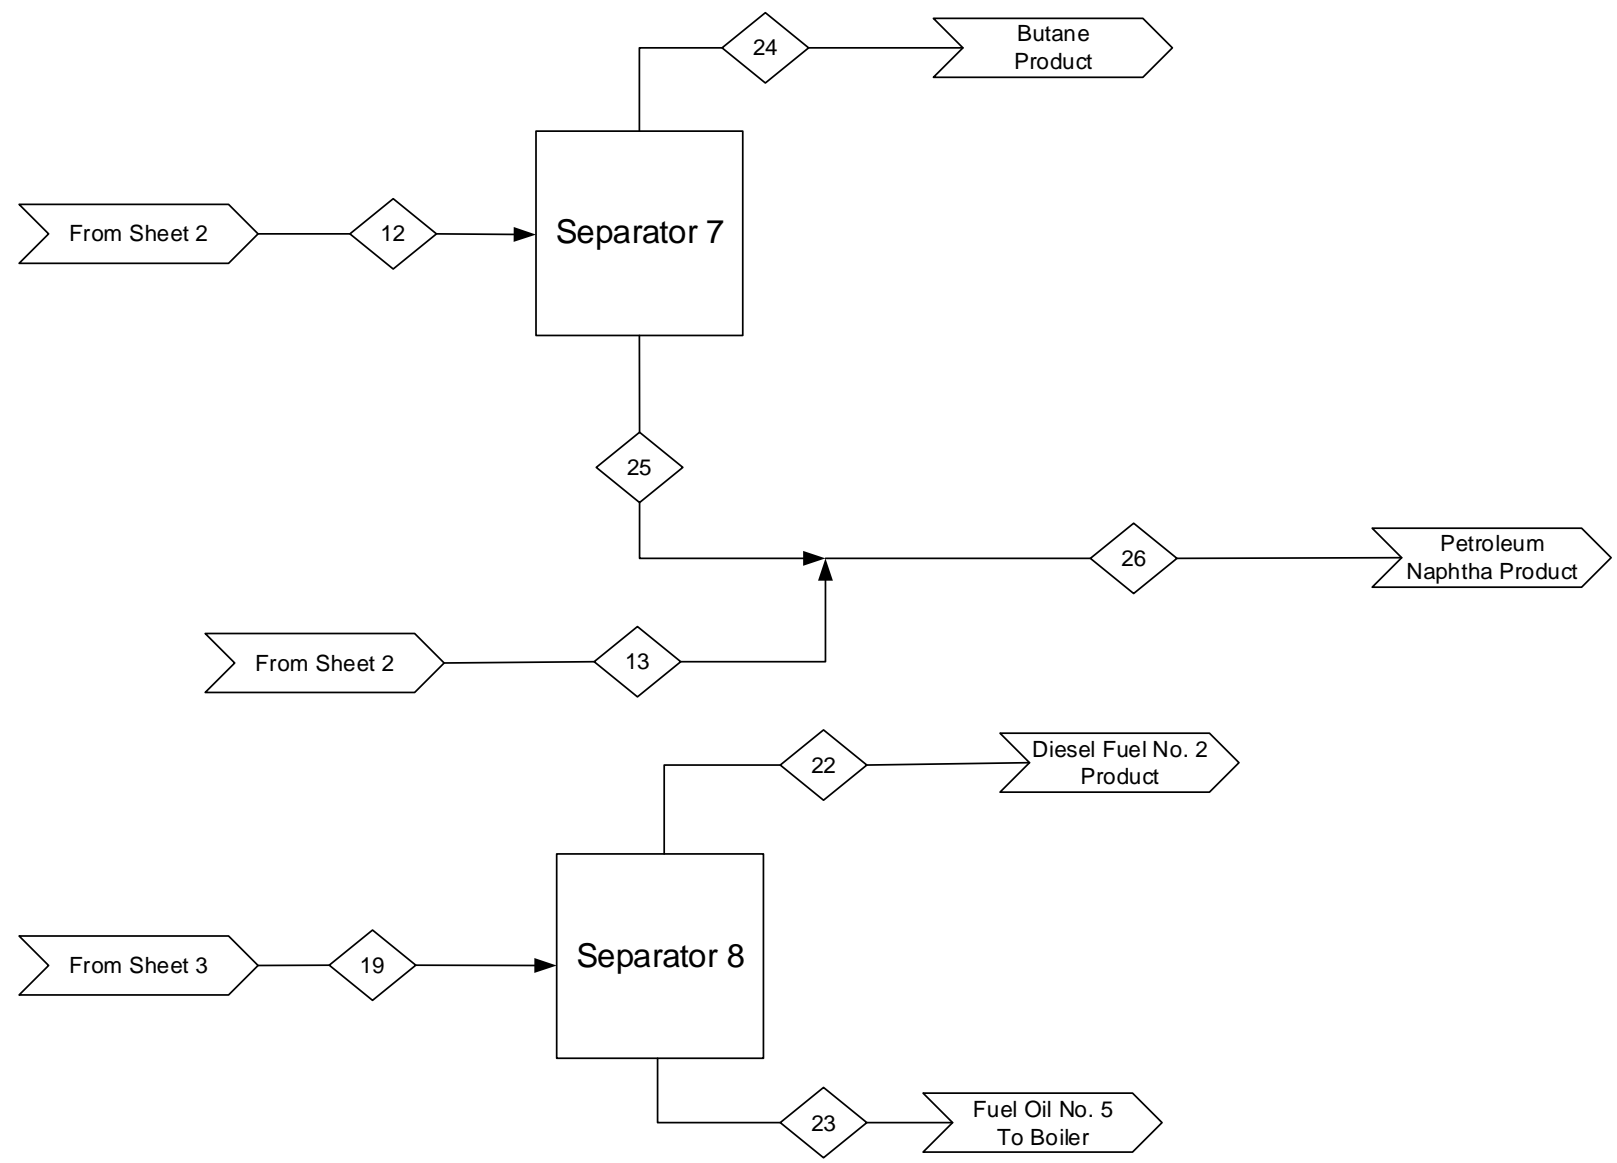 24
Butane
Product
From Sheet 2
12
Separator 7
25
26
Petroleum
Naphtha Product
From Sheet 2
13
22
Diesel Fuel No. 2
Product
From Sheet 3
19
Separator 8
23
Fuel Oil No. 5
To Boiler